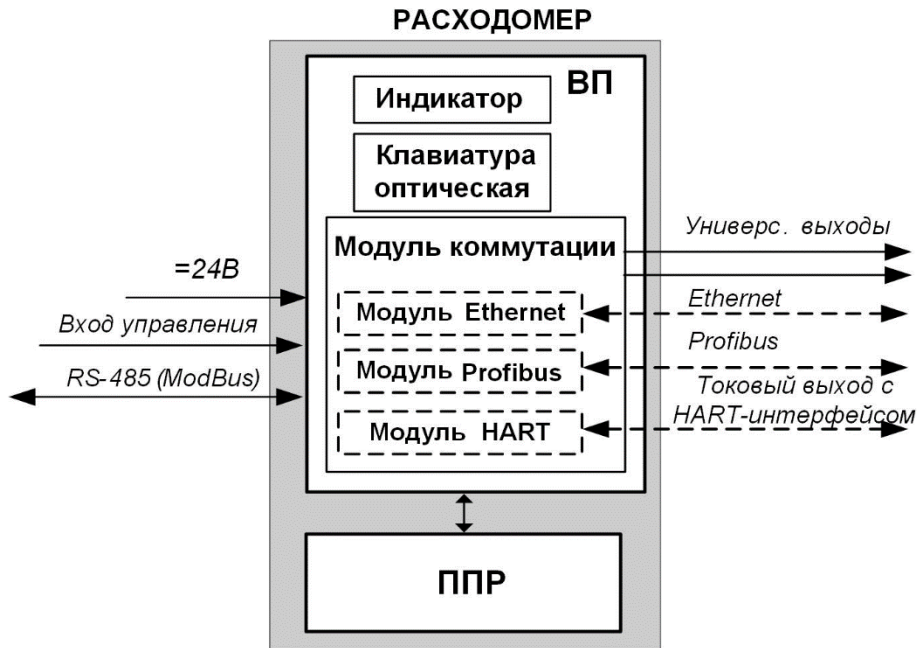 РАСХОДОМЕР
ВП
Индикатор
Клавиатура
оптическая
Модуль коммутации
Модуль Ethernet
Модуль Profibus
Модуль HART
=24В
Вход управления
RS-485 (ModBus)
Универс. выходы
Ethernet
Profibus
Токовый выход с
HART-интерфейсом
ППР